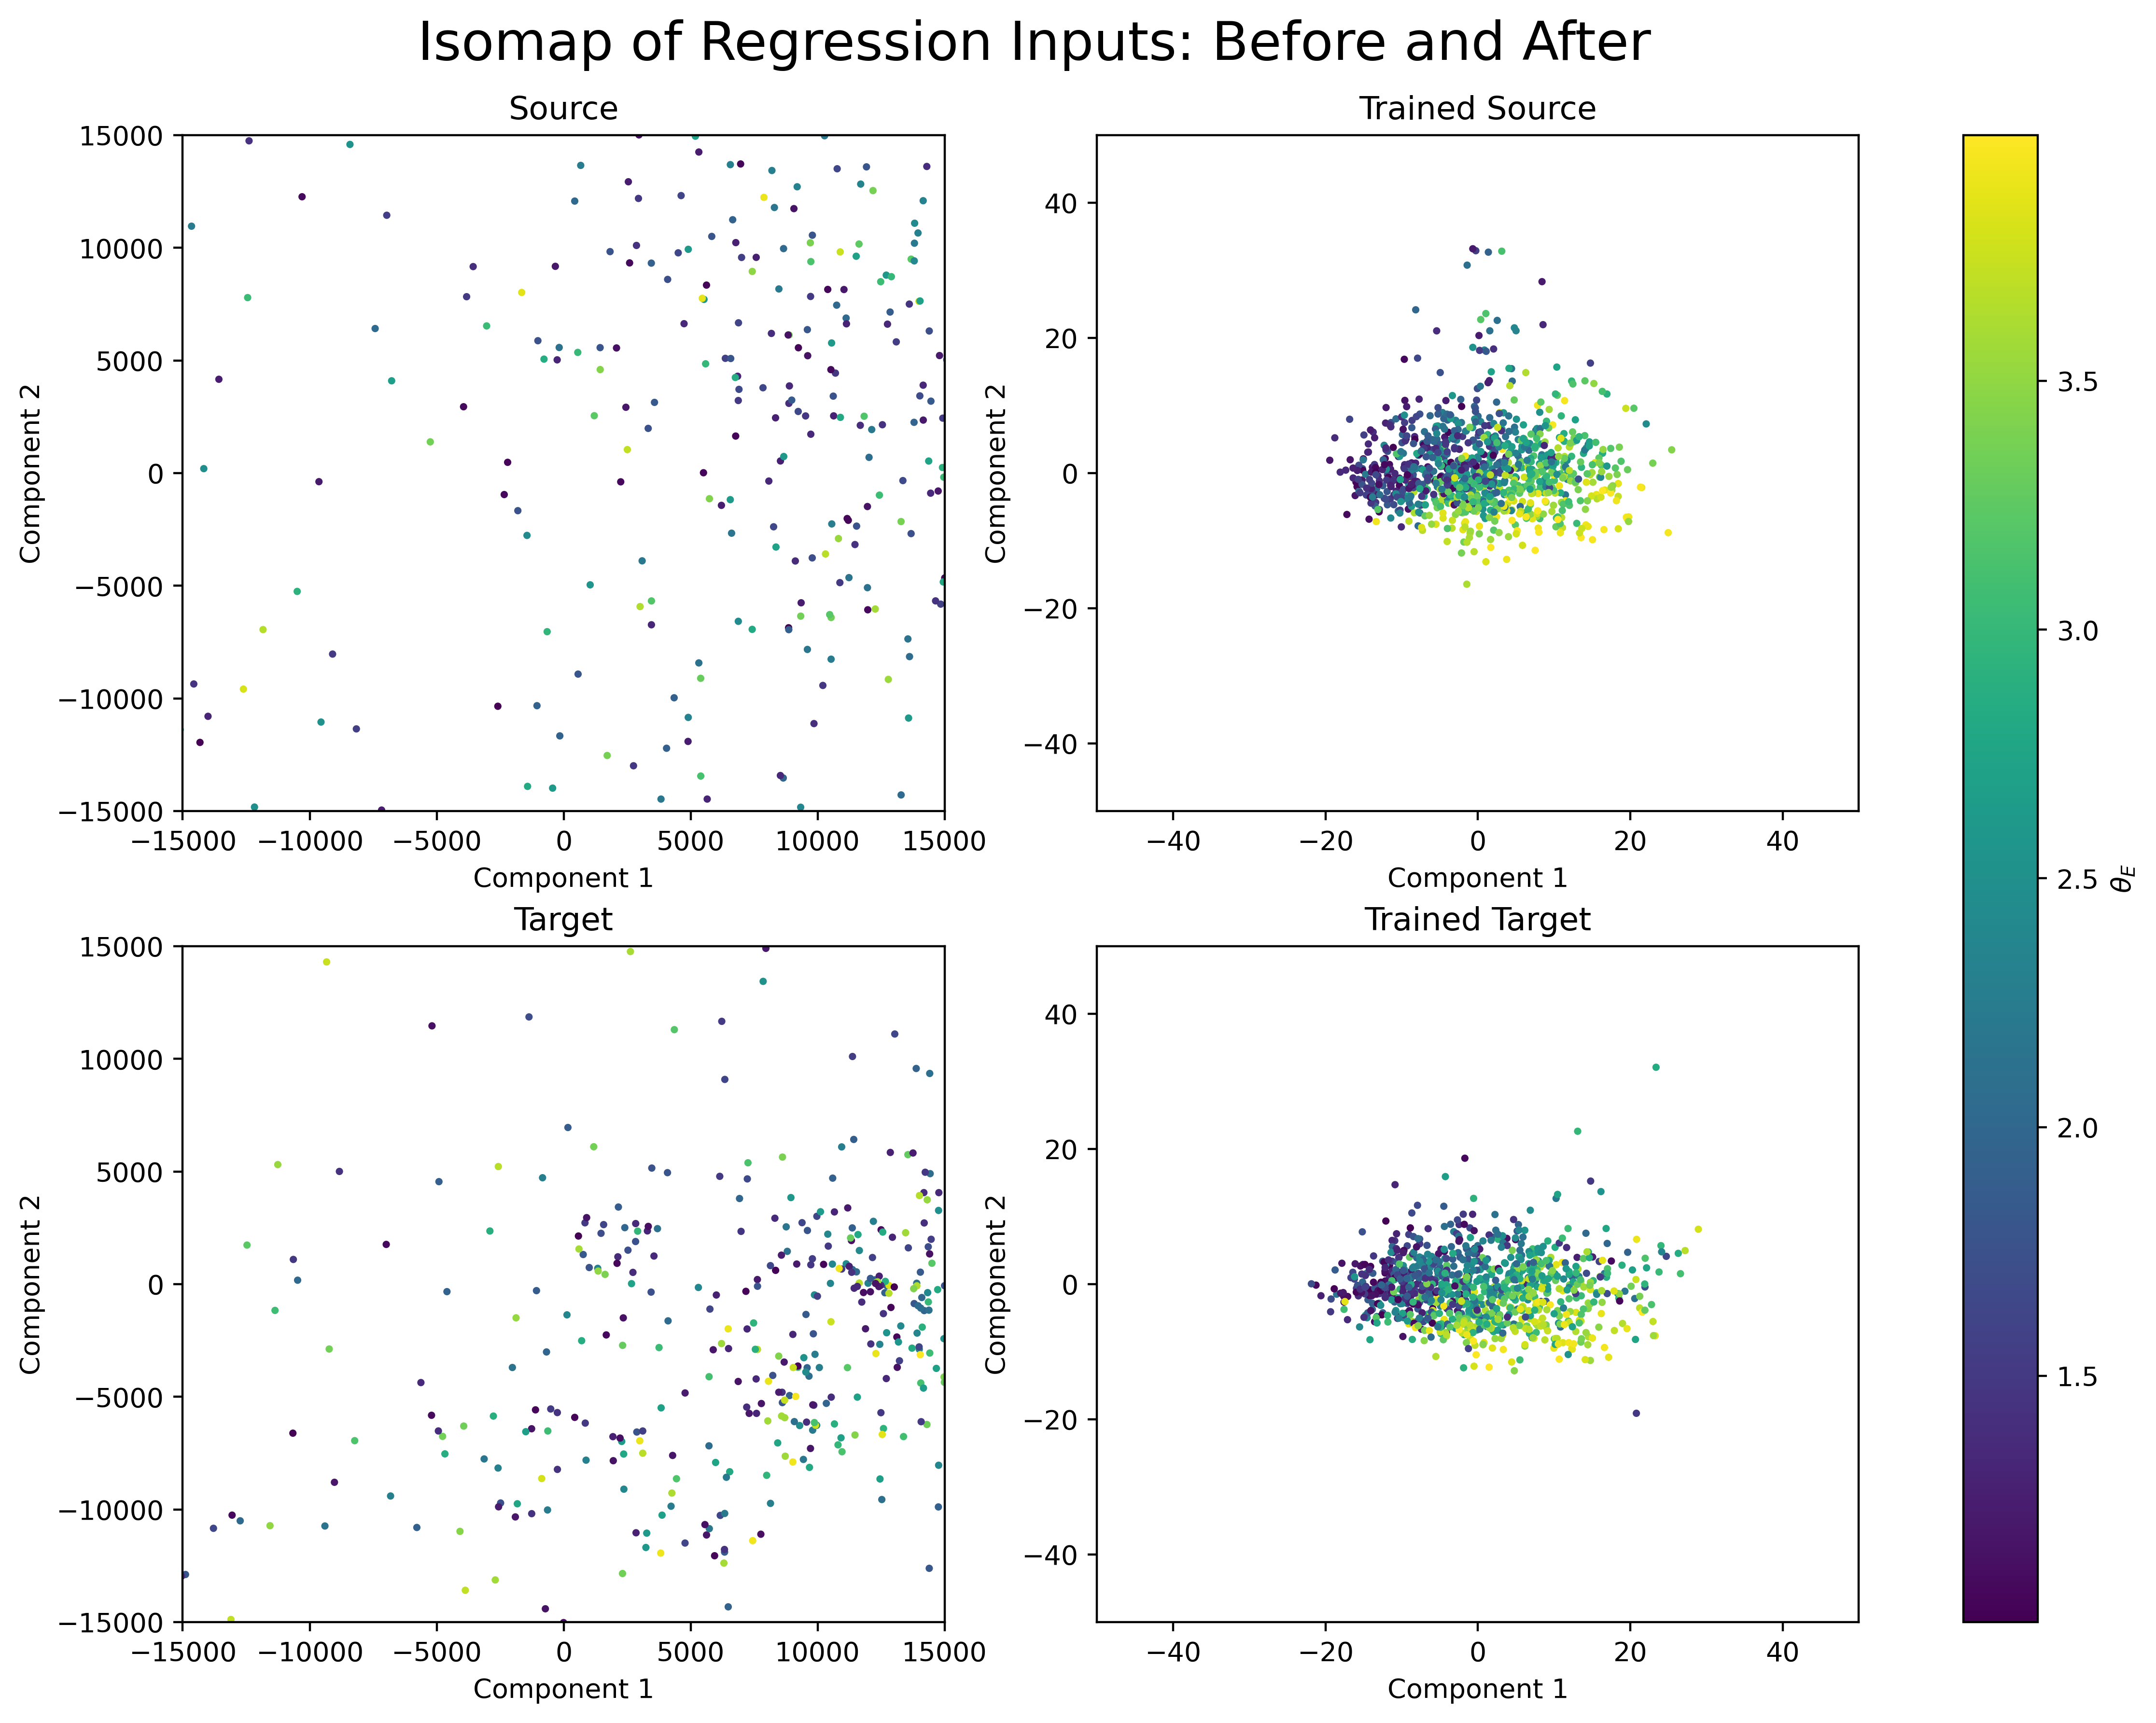 Isomap of Regression Inputs: Before and After
Source
15000
10000
5000
0
−5000
−10000
−15000
Component 2
−15000 −10000 −5000 0 5000 10000 15000
Component 1
Trained Source
40
20
0
−20
−40
Component 2
−40 −20 0 20 40
Component 1
Target
15000
10000
5000
0
−5000
−10000
−15000
Component 2
−15000 −10000 −5000 0 5000 10000 15000
Component 1
Trained Target
40
20
0
−20
−40
Component 2
−40 −20 0 20 40
Component 1
3.5
3.0
2.5
2.0
1.5
θ_E